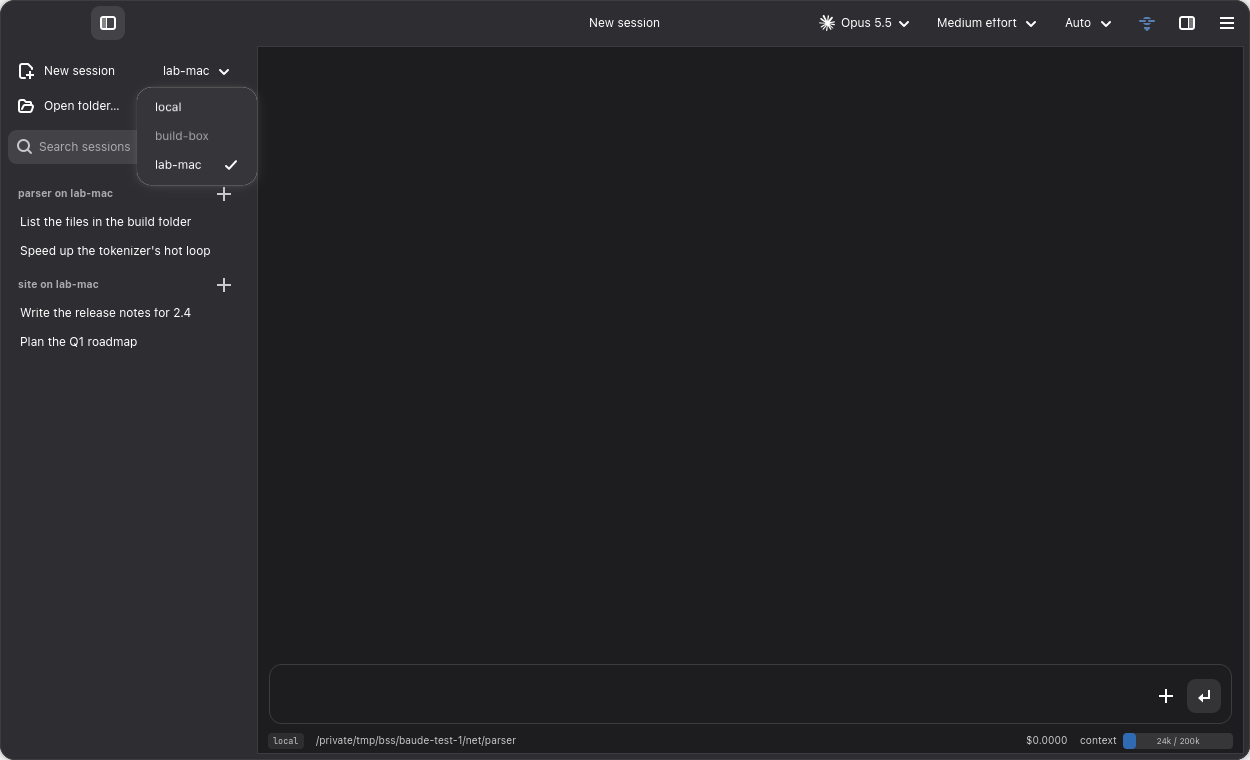 New session
Opus 5.5
Medium effort
Auto
New session
lab-mac
Open folder...
local
build-box
lab-mac
Search sessions
parser on lab-mac
List the files in the build folder
Speed up the tokenizer's hot loop
site on lab-mac
Write the release notes for 2.4
Plan the Q1 roadmap
local
/private/tmp/bss/baude-test-1/net/parser
$0.0000
context
24k / 200k